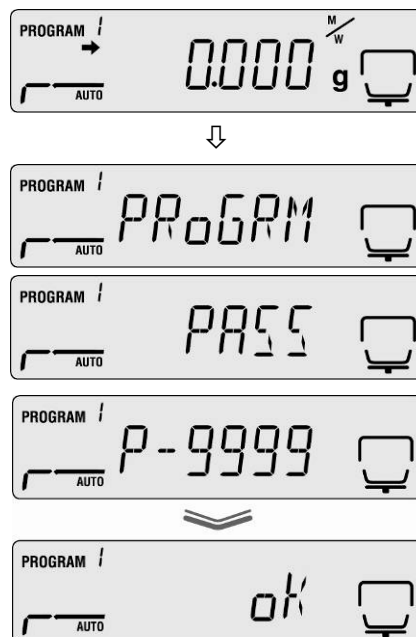 PROGRAM 1
M/W
0.000 g
AUTO
PROGRAM 1
PRoGRM
AUTO
PROGRAM 1
PASS
AUTO
PROGRAM 1
P-9999
AUTO
PROGRAM 1
oK
AUTO